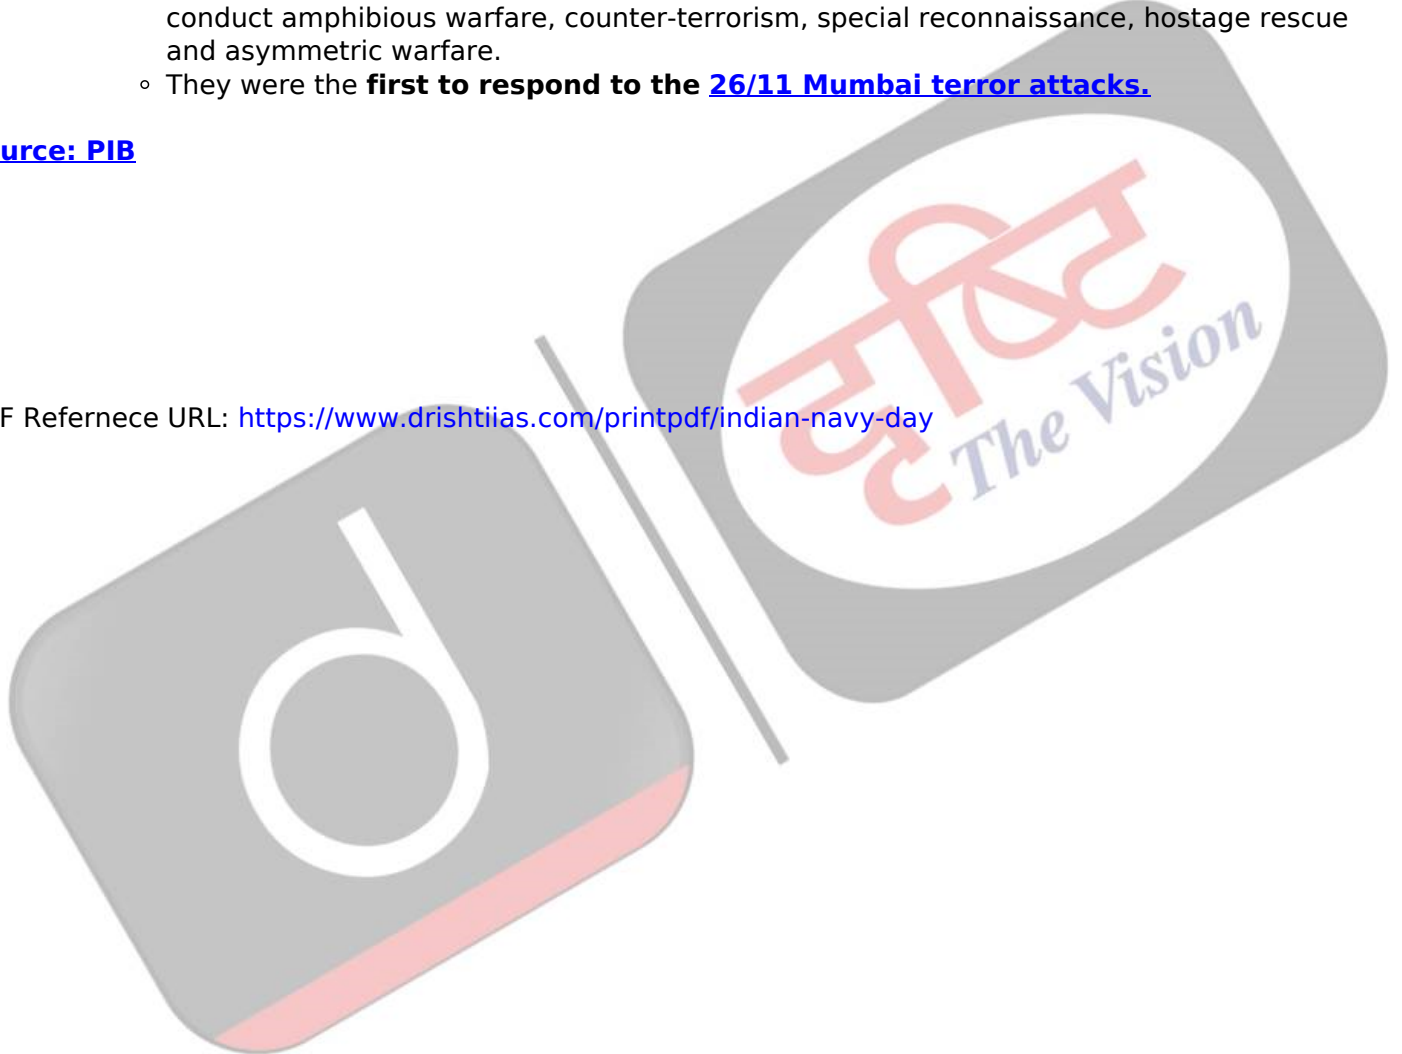 conduct amphibious warfare, counter-terrorism, special reconnaissance, hostage rescue
and asymmetric warfare.
They were the first to respond to the 26/11 Mumbai terror attacks.
urce: PIB
दृष्टि
The Vision
F Refernece URL: https://www.drishtiias.com/printpdf/indian-navy-day
d